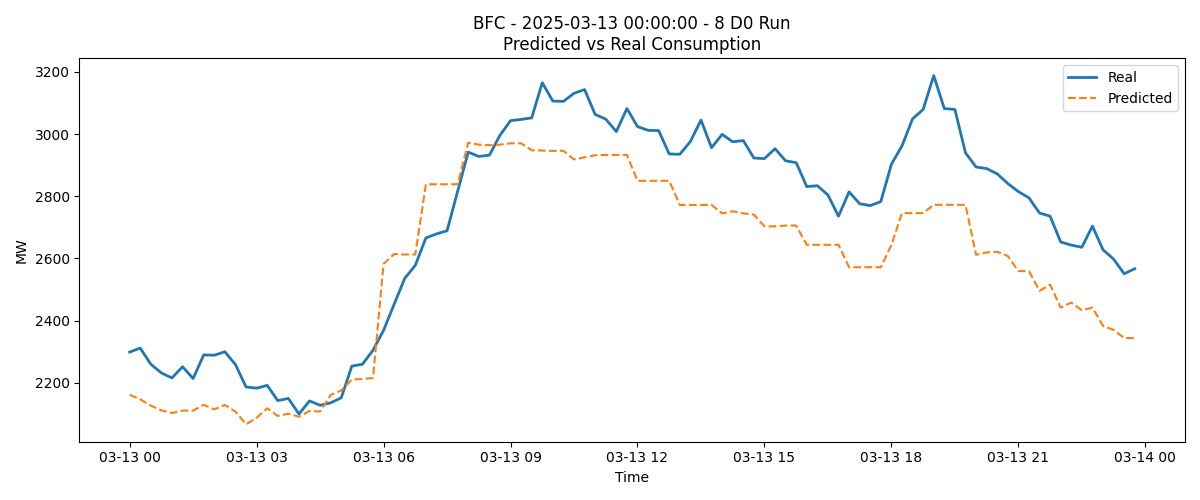 BFC - 2025-03-13 00:00:00 - 8 D0 Run
Predicted vs Real Consumption
3200
3000
2800
2600
2400
2200
MW
Real
Predicted
03-13 00
03-13 03
03-13 06
03-13 09
03-13 12
03-13 15
03-13 18
03-13 21
03-14 00
Time